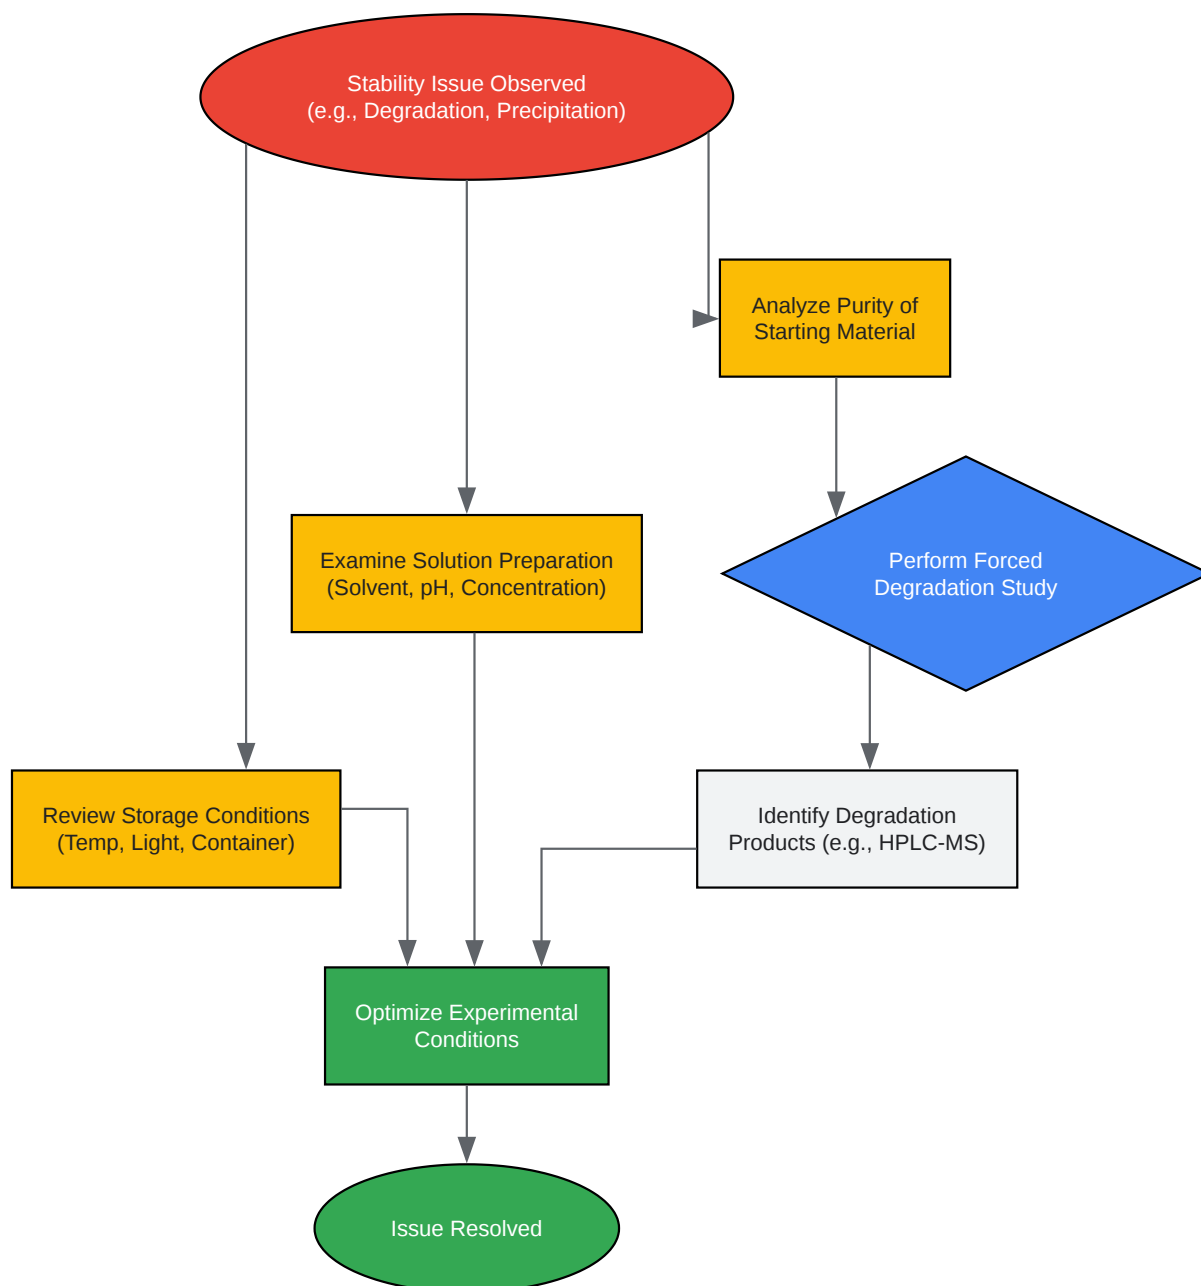 Stability Issue Observed
(e.g., Degradation, Precipitation)
Analyze Purity of
Starting Material
Examine Solution Preparation
(Solvent, pH, Concentration)
Perform Forced
Degradation Study
Review Storage Conditions
(Temp, Light, Container)
Identify Degradation
Products (e.g., HPLC-MS)
Optimize Experimental
Conditions
Issue Resolved